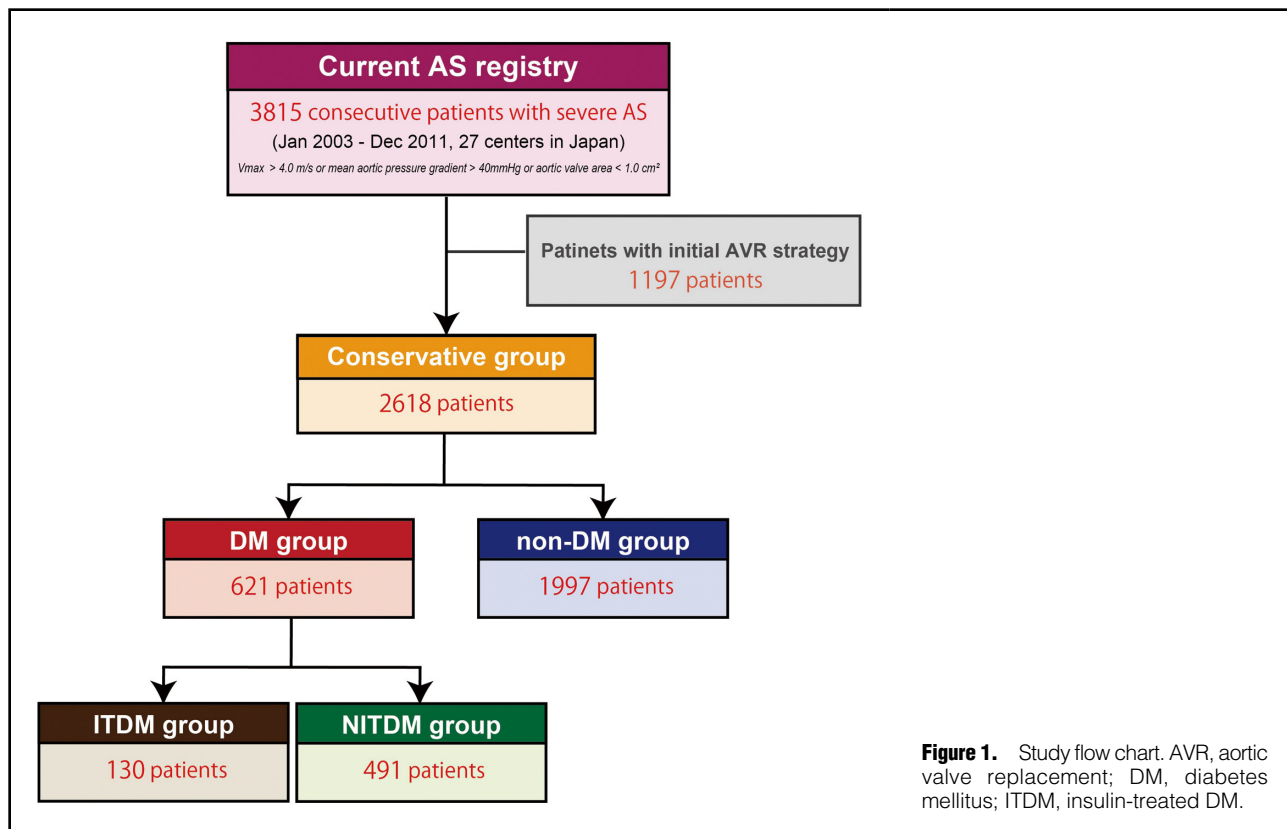 Current AS registry
3815 consecutive patients with severe AS
(Jan 2003 - Dec 2011, 27 centers in Japan)
Vmax > 4.0 m/s or mean aortic pressure gradient > 40mmHg or aortic valve area < 1.0 cm²
Patinets with initial AVR strategy
1197 patients
Conservative group
2618 patients
DM group
621 patients
non-DM group
1997 patients
ITDM group
130 patients
NITDM group
491 patients
Figure 1. Study flow chart. AVR, aortic
valve replacement; DM, diabetes
mellitus; ITDM, insulin-treated DM.